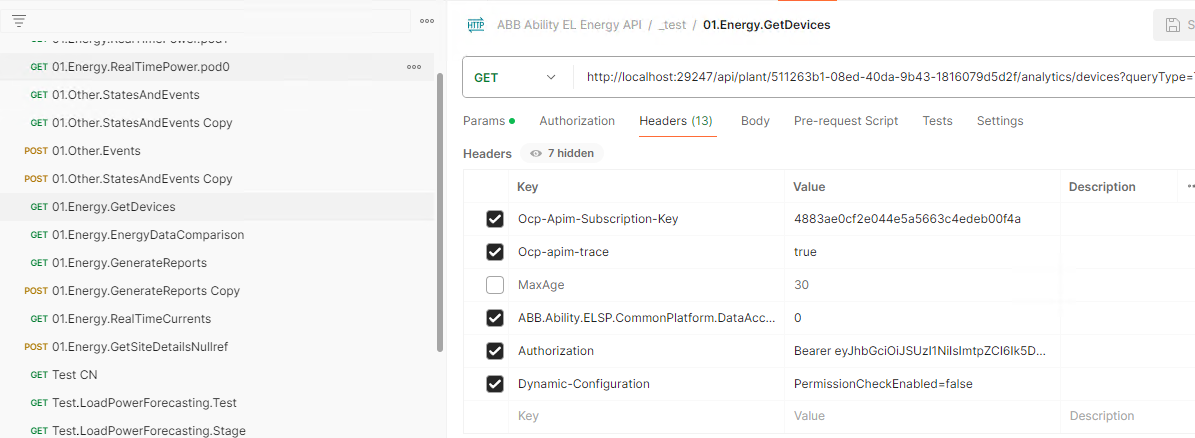 HTTP ABB Ability EL Energy API / _test / 01.Energy.GetDevices
GET 01.Energy.RealTimePower.pod0
GET 01.Other.StatesAndEvents
GET 01.Other.StatesAndEvents Copy
POST 01.Other.Events
POST 01.Other.StatesAndEvents Copy
GET 01.Energy.GetDevices
GET 01.Energy.EnergyDataComparison
GET 01.Energy.GenerateReports
POST 01.Energy.GenerateReports Copy
GET 01.Energy.RealTimeCurrents
POST 01.Energy.GetSiteDetailsNullref
GET Test CN
GET Test.LoadPowerForecasting.Test
GET Test.LoadPowerForecasting.Stage
GET http://localhost:29247/api/plant/511263b1-08ed-40da-9b43-1816079d5d2f/analytics/devices?queryType=
Params Authorization Headers (13) Body Pre-request Script Tests Settings
Headers 7 hidden
Key Value Description
Ocp-Apim-Subscription-Key 4883ae0cf2e044e5a5663c4edeb00f4a
Ocp-apim-trace true
MaxAge 30
ABB.Ability.ELSP.CommonPlatform.DataAcc... 0
Authorization Bearer eyJhbGciOiJSUzI1NiIsImtpZCI6Ik5D...
Dynamic-Configuration PermissionCheckEnabled=false
Key Value Description